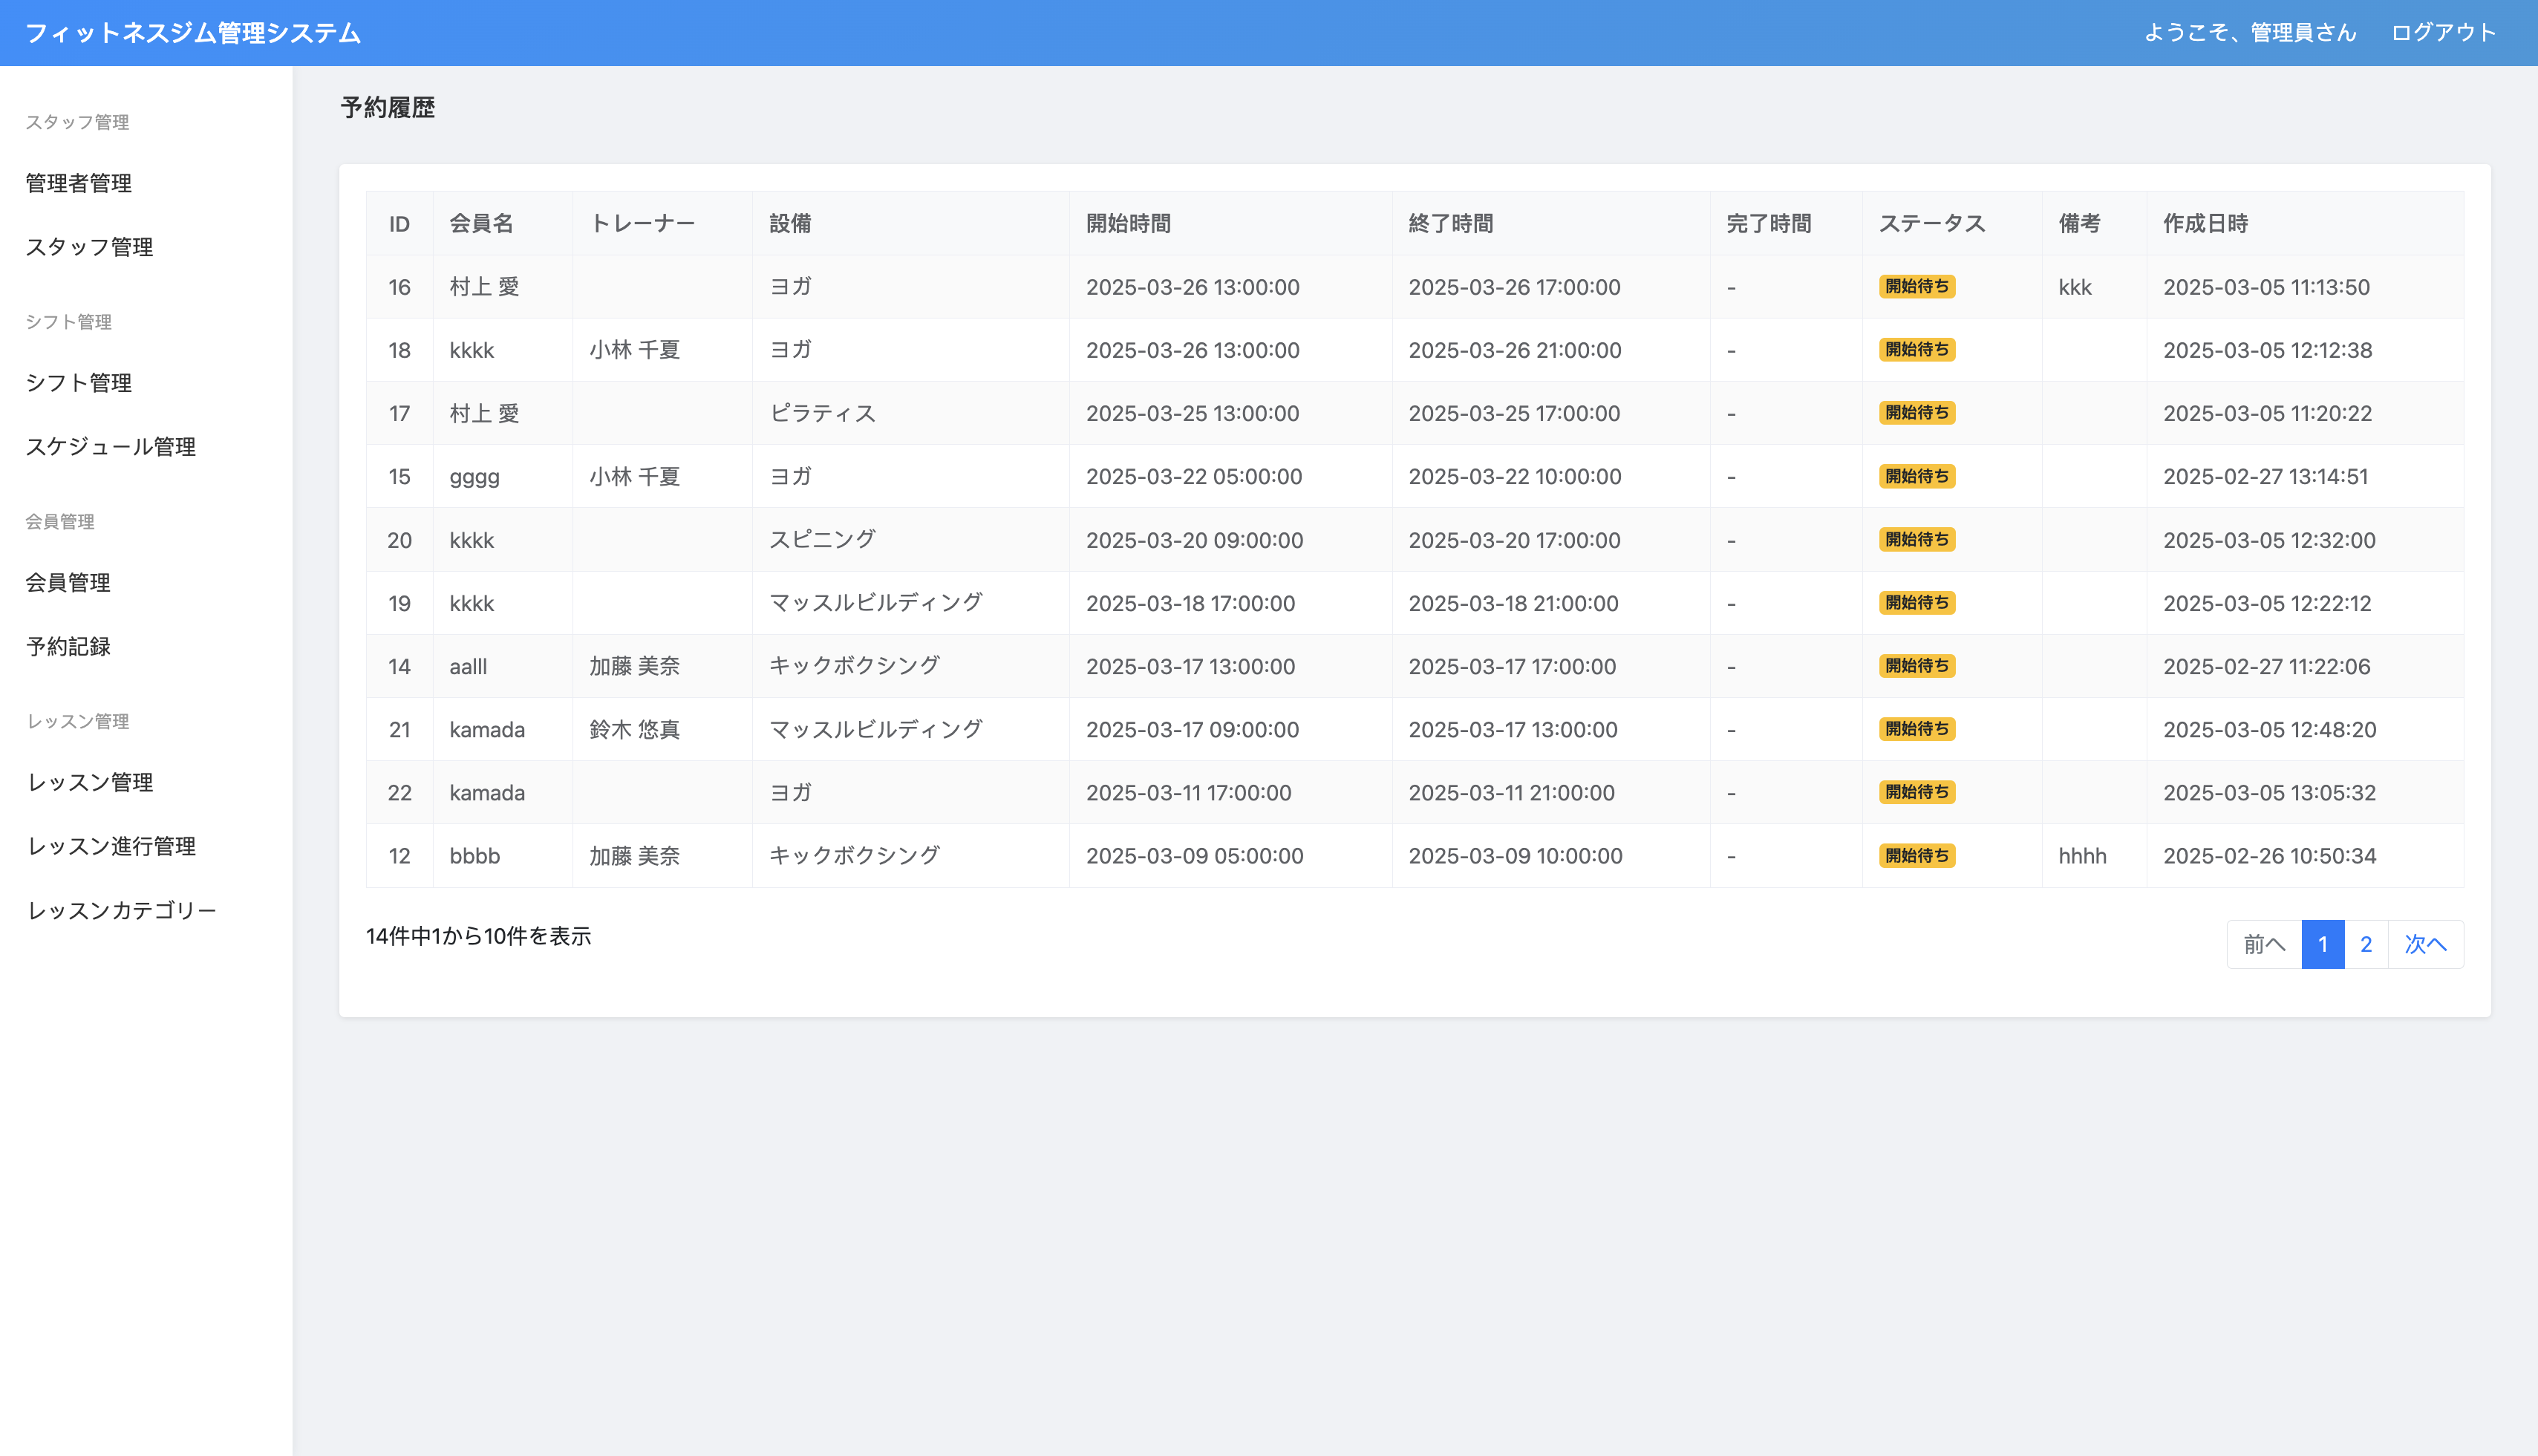 フィットネスジム管理システム
ようこそ、管理員さん ログアウト
スタッフ管理
管理者管理
スタッフ管理
シフト管理
シフト管理
スケジュール管理
会員管理
会員管理
予約記録
レッスン管理
レッスン管理
レッスン進行管理
レッスンカテゴリー
予約履歴
ID 会員名 トレーナー 設備 開始時間 終了時間 完了時間 ステータス 備考 作成日時
16 村上 愛 ヨガ 2025-03-26 13:00:00 2025-03-26 17:00:00 - 開始待ち kkk 2025-03-05 11:13:50
18 kkkk 小林 千夏 ヨガ 2025-03-26 13:00:00 2025-03-26 21:00:00 - 開始待ち 2025-03-05 12:12:38
17 村上 愛 ピラティス 2025-03-25 13:00:00 2025-03-25 17:00:00 - 開始待ち 2025-03-05 11:20:22
15 gggg 小林 千夏 ヨガ 2025-03-22 05:00:00 2025-03-22 10:00:00 - 開始待ち 2025-02-27 13:14:51
20 kkkk スピニング 2025-03-20 09:00:00 2025-03-20 17:00:00 - 開始待ち 2025-03-05 12:32:00
19 kkkk マッスルビルディング 2025-03-18 17:00:00 2025-03-18 21:00:00 - 開始待ち 2025-03-05 12:22:12
14 aalll 加藤 美奈 キックボクシング 2025-03-17 13:00:00 2025-03-17 17:00:00 - 開始待ち 2025-02-27 11:22:06
21 kamada 鈴木 悠真 マッスルビルディング 2025-03-17 09:00:00 2025-03-17 13:00:00 - 開始待ち 2025-03-05 12:48:20
22 kamada ヨガ 2025-03-11 17:00:00 2025-03-11 21:00:00 - 開始待ち 2025-03-05 13:05:32
12 bbbb 加藤 美奈 キックボクシング 2025-03-09 05:00:00 2025-03-09 10:00:00 - 開始待ち hhhh 2025-02-26 10:50:34
14件中1から10件を表示
前へ 1 2 次へ